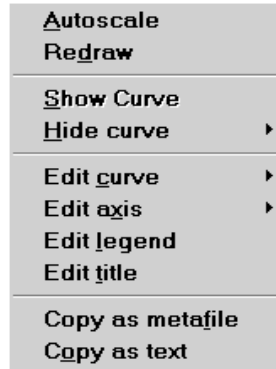 Autoscale
Redraw
Show Curve
Hide curve
Edit curve
Edit axis
Edit legend
Edit title
Copy as metafile
Copy as text